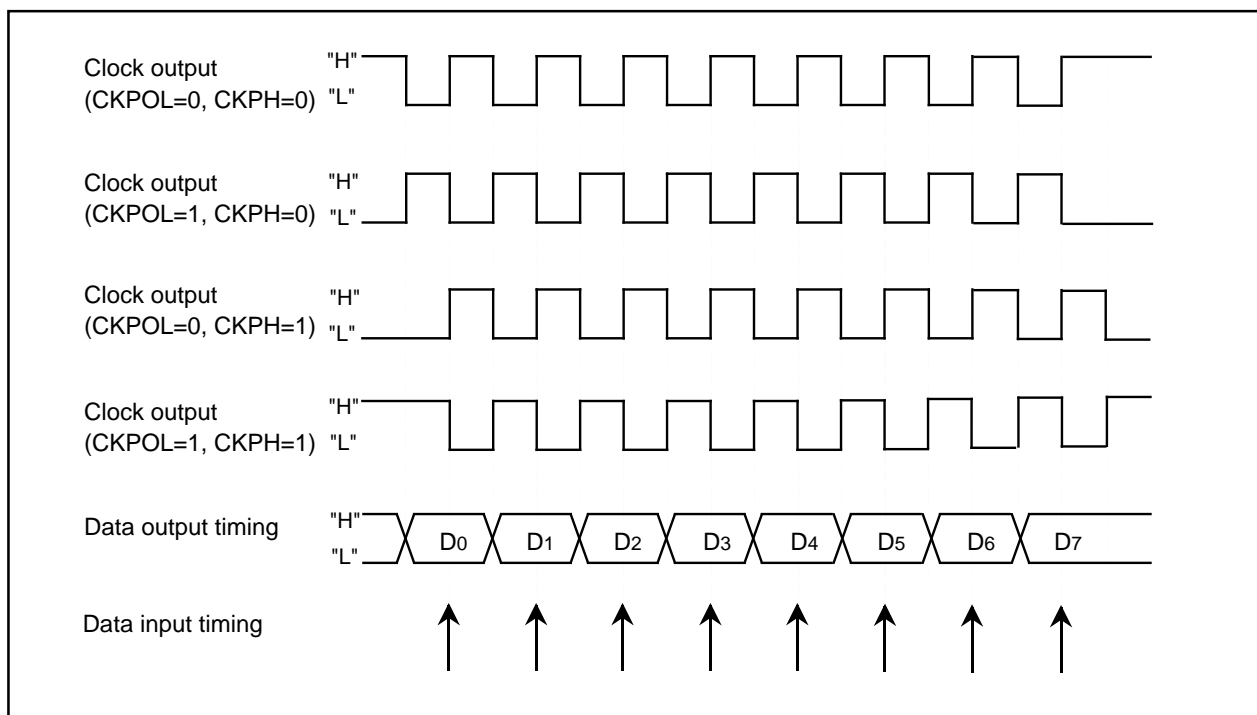 Clock output
(CKPOL=0, CKPH=0)
"H"
"L"
Clock output
(CKPOL=1, CKPH=0)
"H"
"L"
Clock output
(CKPOL=0, CKPH=1)
"H"
"L"
Clock output
(CKPOL=1, CKPH=1)
"H"
"L"
Data output timing
"H"
"L"
D0 D1 D2 D3 D4 D5 D6 D7
Data input timing